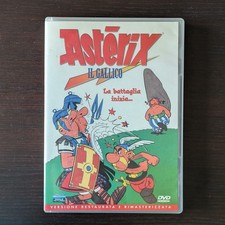 Astérix
IL GALLICO
La battaglia
inizia...
DVD
VERSIONE RESTAURATA E RIMASTERIZZATA